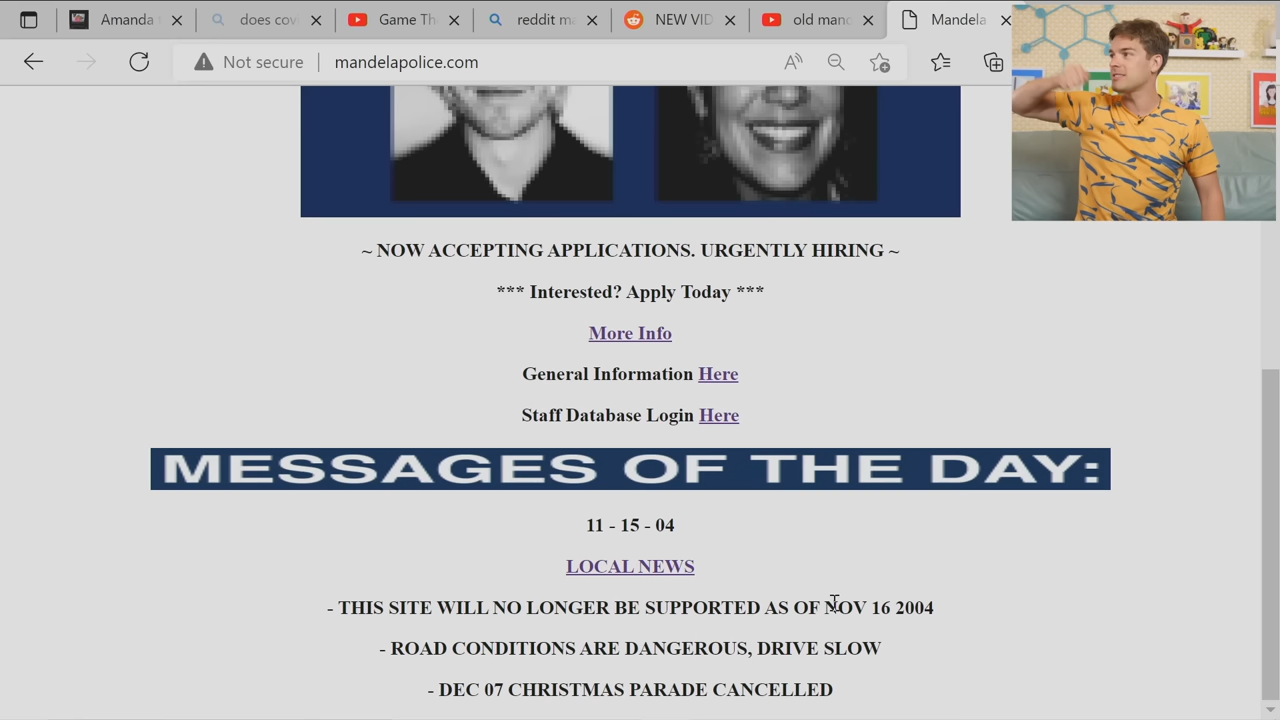 Amanda
does cov
Game Th
reddit ma
NEW VID
old mand
Mandela
Not secure
mandelapolice.com
~ NOW ACCEPTING APPLICATIONS. URGENTLY HIRING ~
*** Interested? Apply Today ***
More Info
General Information Here
Staff Database Login Here
MESSAGES OF THE DAY:
11 - 15 - 04
LOCAL NEWS
- THIS SITE WILL NO LONGER BE SUPPORTED AS OF NOV 16 2004
- ROAD CONDITIONS ARE DANGEROUS, DRIVE SLOW
- DEC 07 CHRISTMAS PARADE CANCELLED